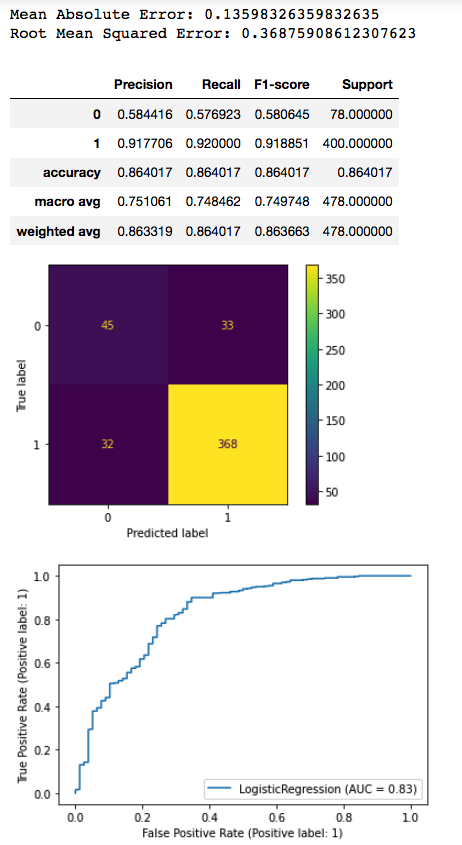 Mean Absolute Error: 0.13598326359832635
Root Mean Squared Error: 0.36875908612307623
Precision Recall F1-score Support
0 0.584416 0.576923 0.580645 78.000000
1 0.917706 0.920000 0.918851 400.000000
accuracy 0.864017 0.864017 0.864017 0.864017
macro avg 0.751061 0.748462 0.749748 478.000000
weighted avg 0.863319 0.864017 0.863663 478.000000
True label
0
1
45 33
32 368
0 1
Predicted label
350
300
250
200
150
100
50
True Positive Rate (Positive label: 1)
1.0
0.8
0.6
0.4
0.2
0.0
LogisticRegression (AUC = 0.83)
0.0 0.2 0.4 0.6 0.8 1.0
False Positive Rate (Positive label: 1)